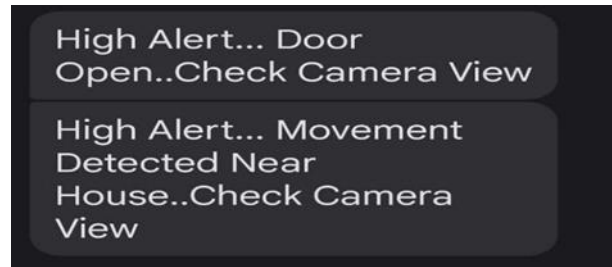 High Alert... Door
Open..Check Camera View
High Alert... Movement
Detected Near
House..Check Camera
View